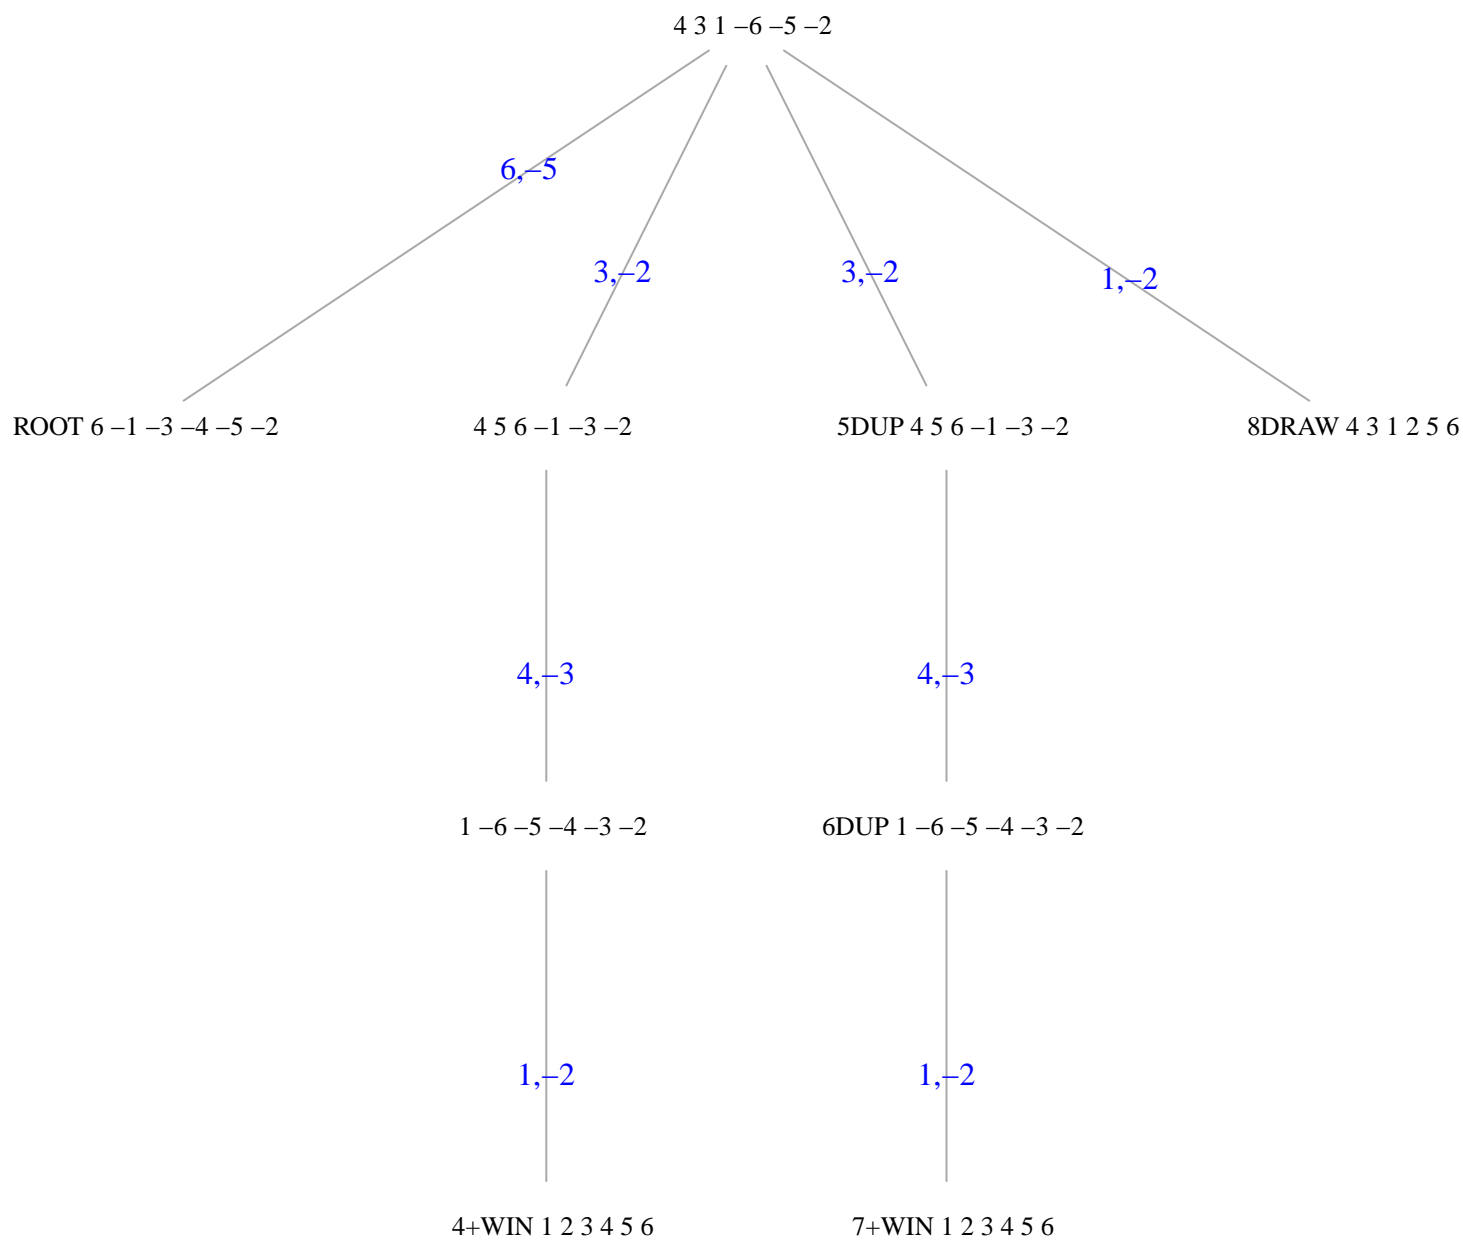 4 3 1 –6 –5 –2
6,–5
3,–2
3,–2
1,–2
ROOT 6 –1 –3 –4 –5 –2
4 5 6 –1 –3 –2
5DUP 4 5 6 –1 –3 –2
8DRAW 4 3 1 2 5 6
4,–3
4,–3
1 –6 –5 –4 –3 –2
6DUP 1 –6 –5 –4 –3 –2
1,–2
1,–2
4+WIN 1 2 3 4 5 6
7+WIN 1 2 3 4 5 6